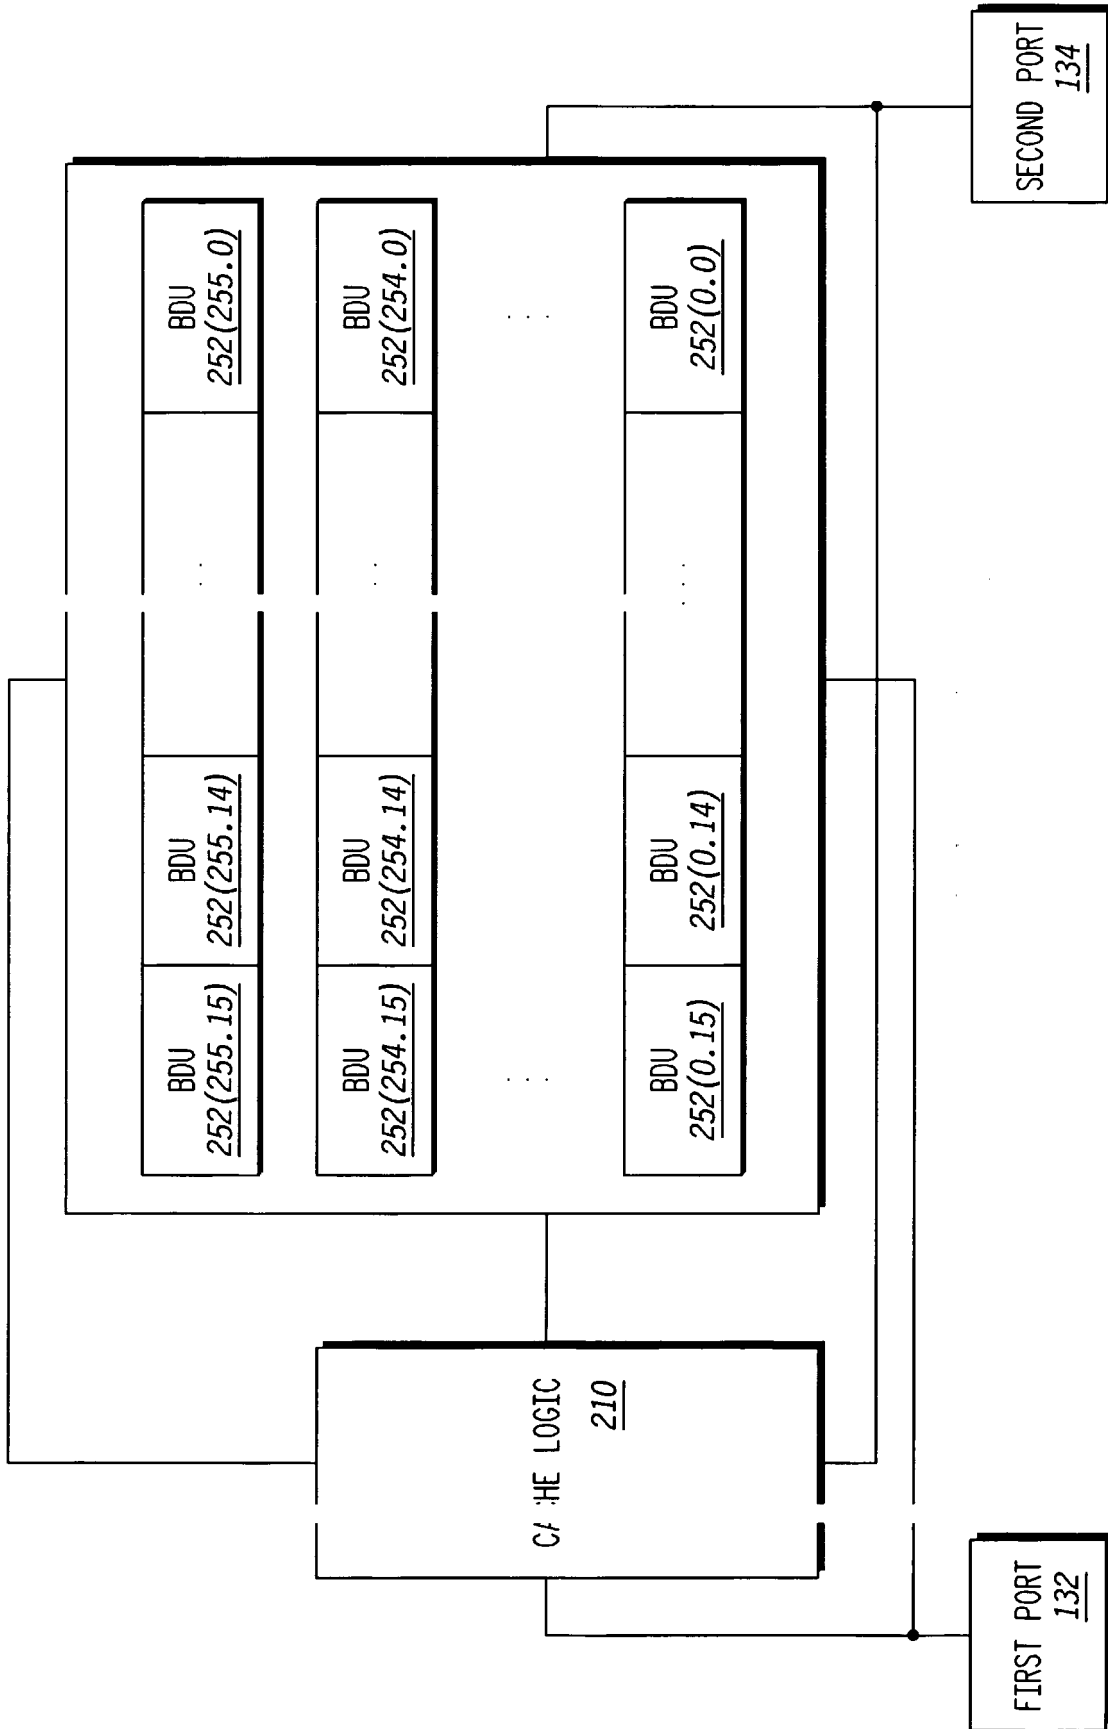 BDU
252(255.15)
BDU
252(255.14)
. .
BDU
252(255.0)
BDU
252(254.15)
BDU
252(254.14)
. .
BDU
252(254.0)
. . .
. . .
BDU
252(0.15)
BDU
252(0.14)
. . . .
BDU
252(0.0)
CACHE LOGIC
210
FIRST PORT
132
SECOND PORT
134